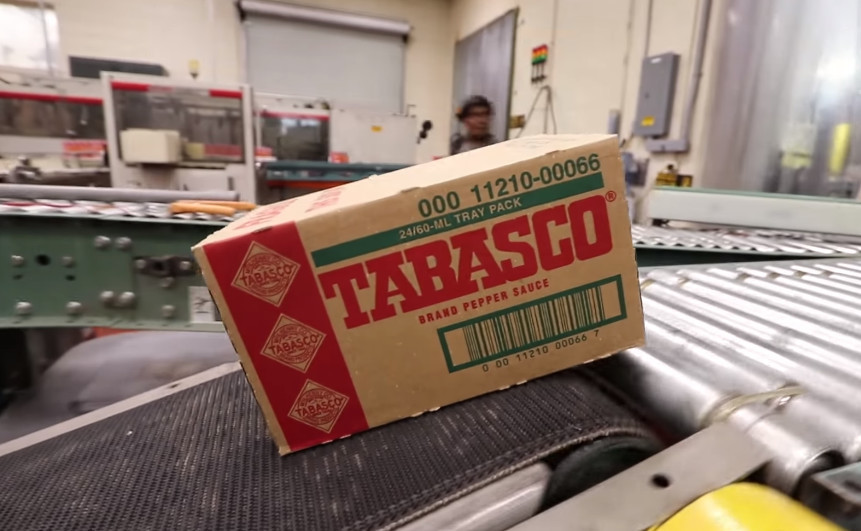 000 11210-00066
24/60-ML TRAY PACK
TABASCO®
BRAND PEPPER SAUCE
0 00 11210 00066 7
TABASCO
TABASCO
TABASCO